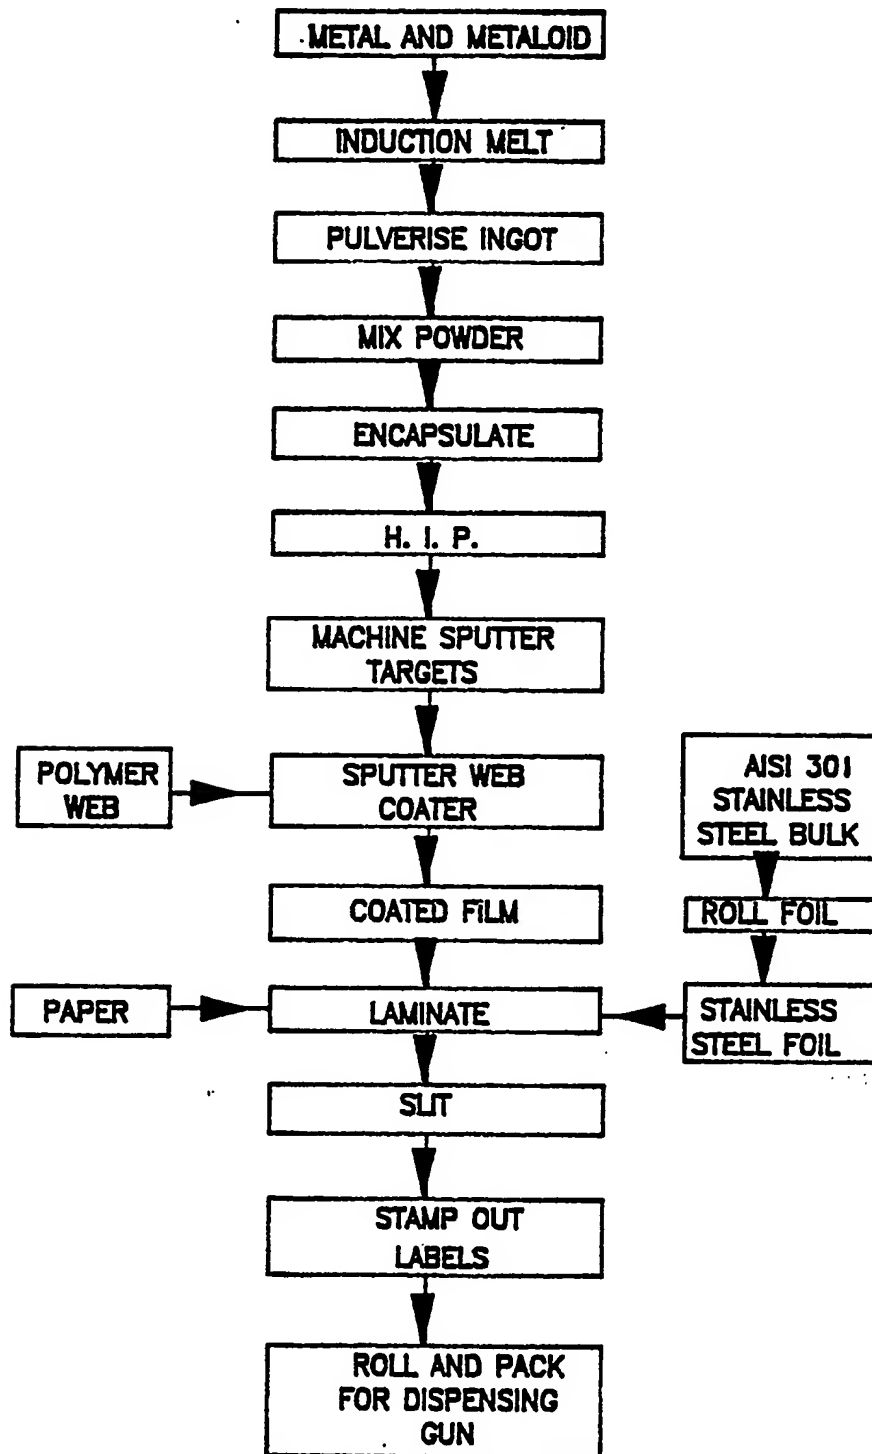 METAL AND METALOID
INDUCTION MELT
PULVERISE INGOT
MIX POWDER
ENCAPSULATE
H. I. P.
MACHINE SPUTTER
TARGETS
POLYMER
WEB
SPUTTER WEB
COATER
AISI 301
STAINLESS
STEEL BULK
COATED FILM
ROLL FOIL
PAPER
LAMINATE
STAINLESS
STEEL FOIL
SLIT
STAMP OUT
LABELS
ROLL AND PACK
FOR DISPENSING
GUN